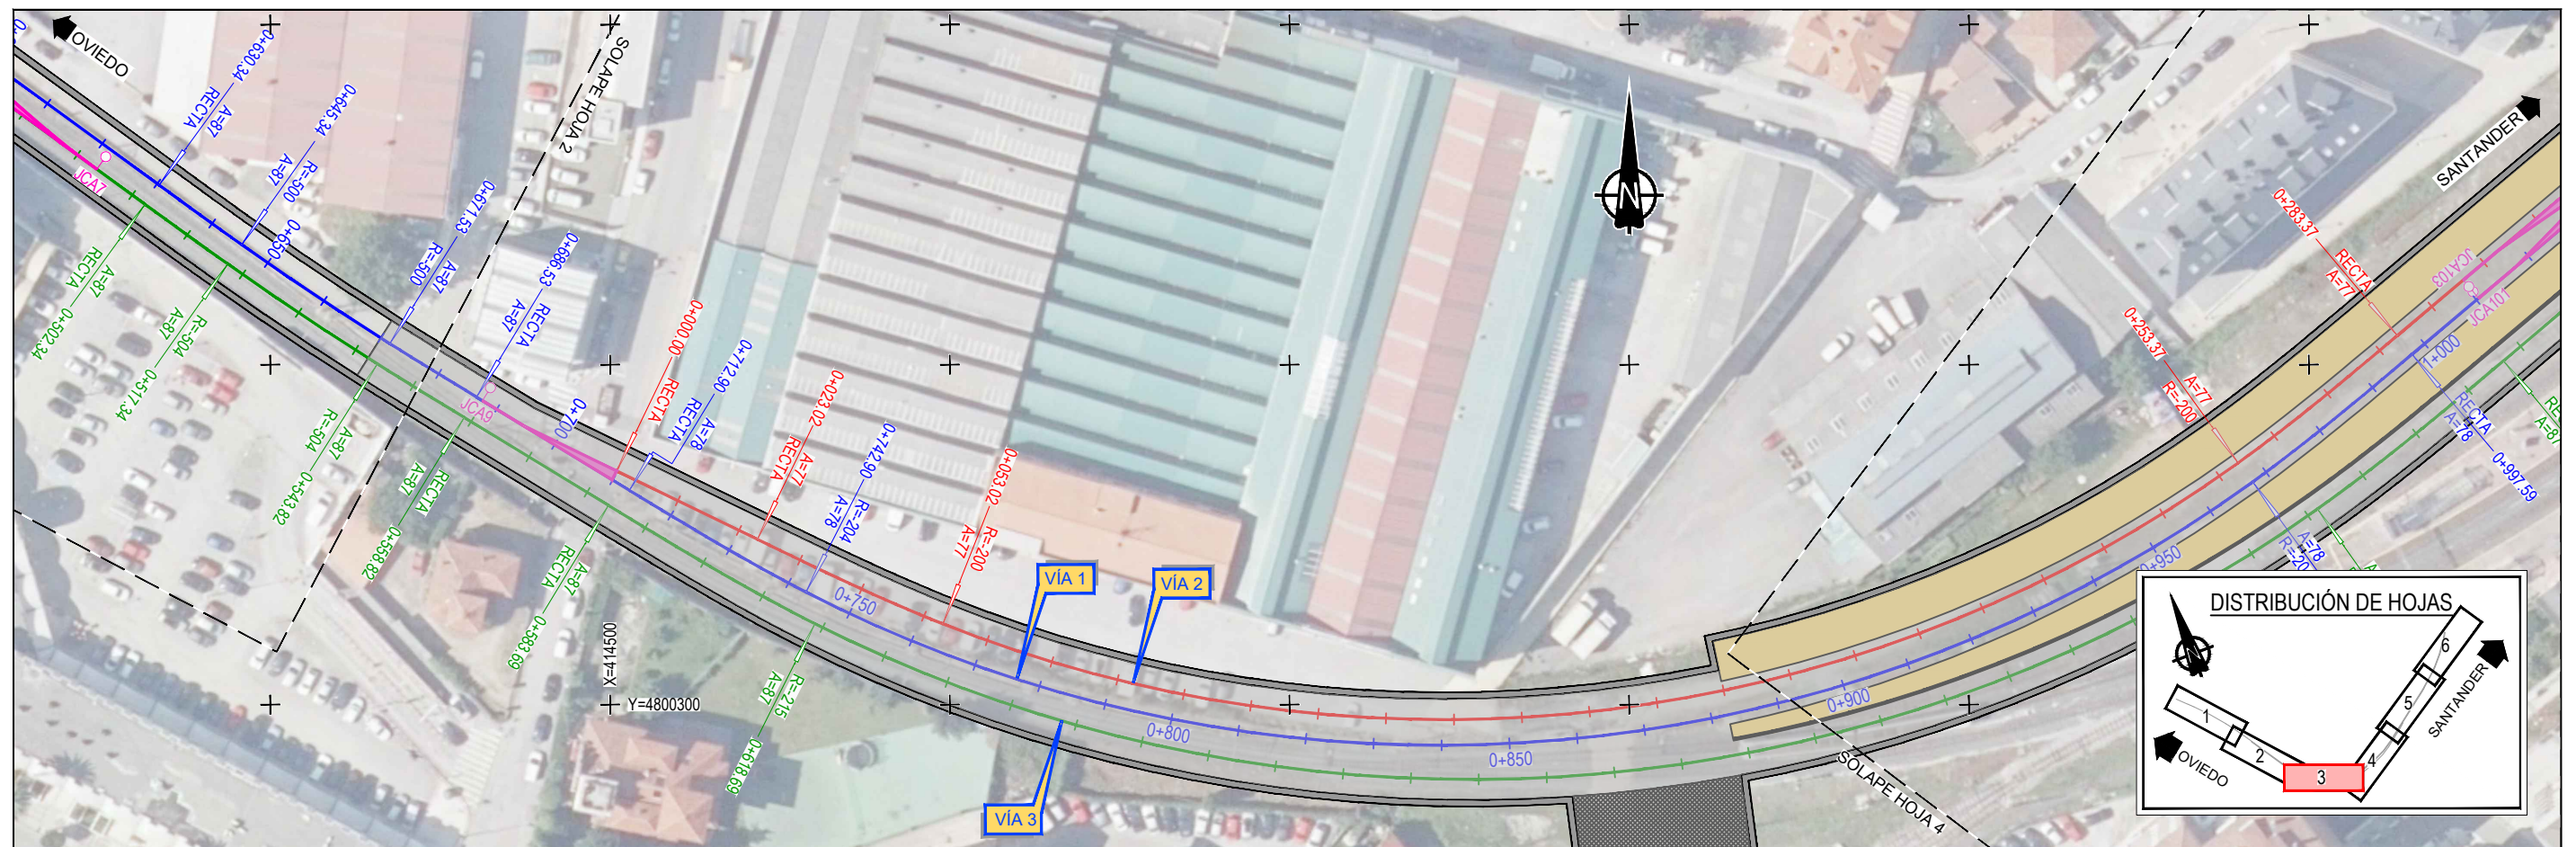 OVIEDO
0+630.34
RECTA
A=87
0+645.34
A=87
R=-500
0+650
0+671.53
R=-500
A=87
0+686.53
A=87
RECTA
SOLAPE HOJA 2
JCA7
JCA9
0+700
0+000.00
RECTA
0+712.90
RECTA
A=78
0+023.02
RECTA
A=77
0+742.90
A=78
R=-204
0+053.02
A=77
R=-200
RECTA
A=87
0+502.34
A=87
R=-504
0+517.34
R=-504
A=87
0+543.82
A=87
RECTA
0+558.82
RECTA
A=87
0+583.69
A=87
R=-215
0+618.69
X=414500
Y=4800300
0+750
VÍA 1
VÍA 2
VÍA 3
0+800
0+850
0+900
0+950
1+000
N
SANTANDER
0+283.37
RECTA
A=77
0+253.37
A=77
R=-200
JCA103
JCA101
RECTA
A=78
0+997.59
A=78
R=-20
RE
A=87
SOLAPE HOJA 4
DISTRIBUCIÓN DE HOJAS
N
1
2
3
4
5
6
OVIEDO
SANTANDER